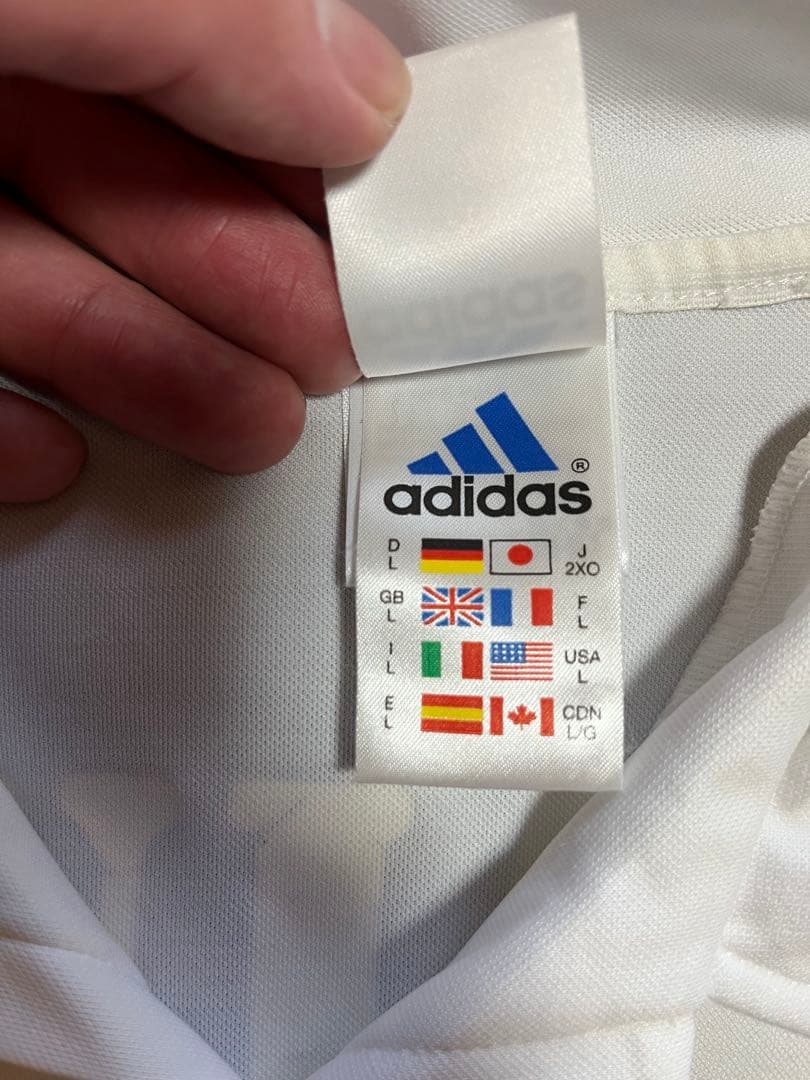 adidas®
D J
L 2XO
GB F
L L
I USA
L L
E CDN
L L/G